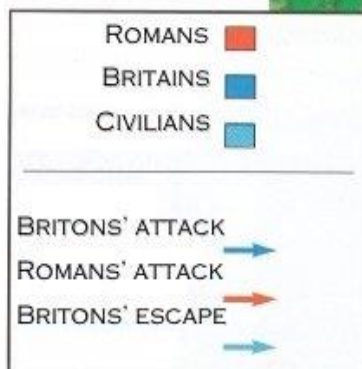 ROMANS
BRITAINS
CIVILIANS
BRITONS' ATTACK
ROMANS' ATTACK
BRITONS' ESCAPE